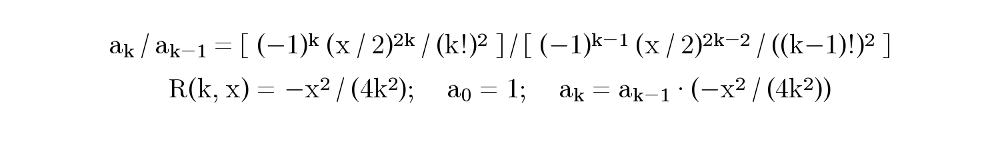 aₖ / aₖ₋₁ = [ (−1)ᵏ (x / 2)²ᵏ / (k!)² ] / [ (−1)ᵏ⁻¹ (x / 2)²ᵏ⁻² / ((k−1)!)² ]
R(k, x) = −x² / (4k²); a₀ = 1; aₖ = aₖ₋₁ · (−x² / (4k²))